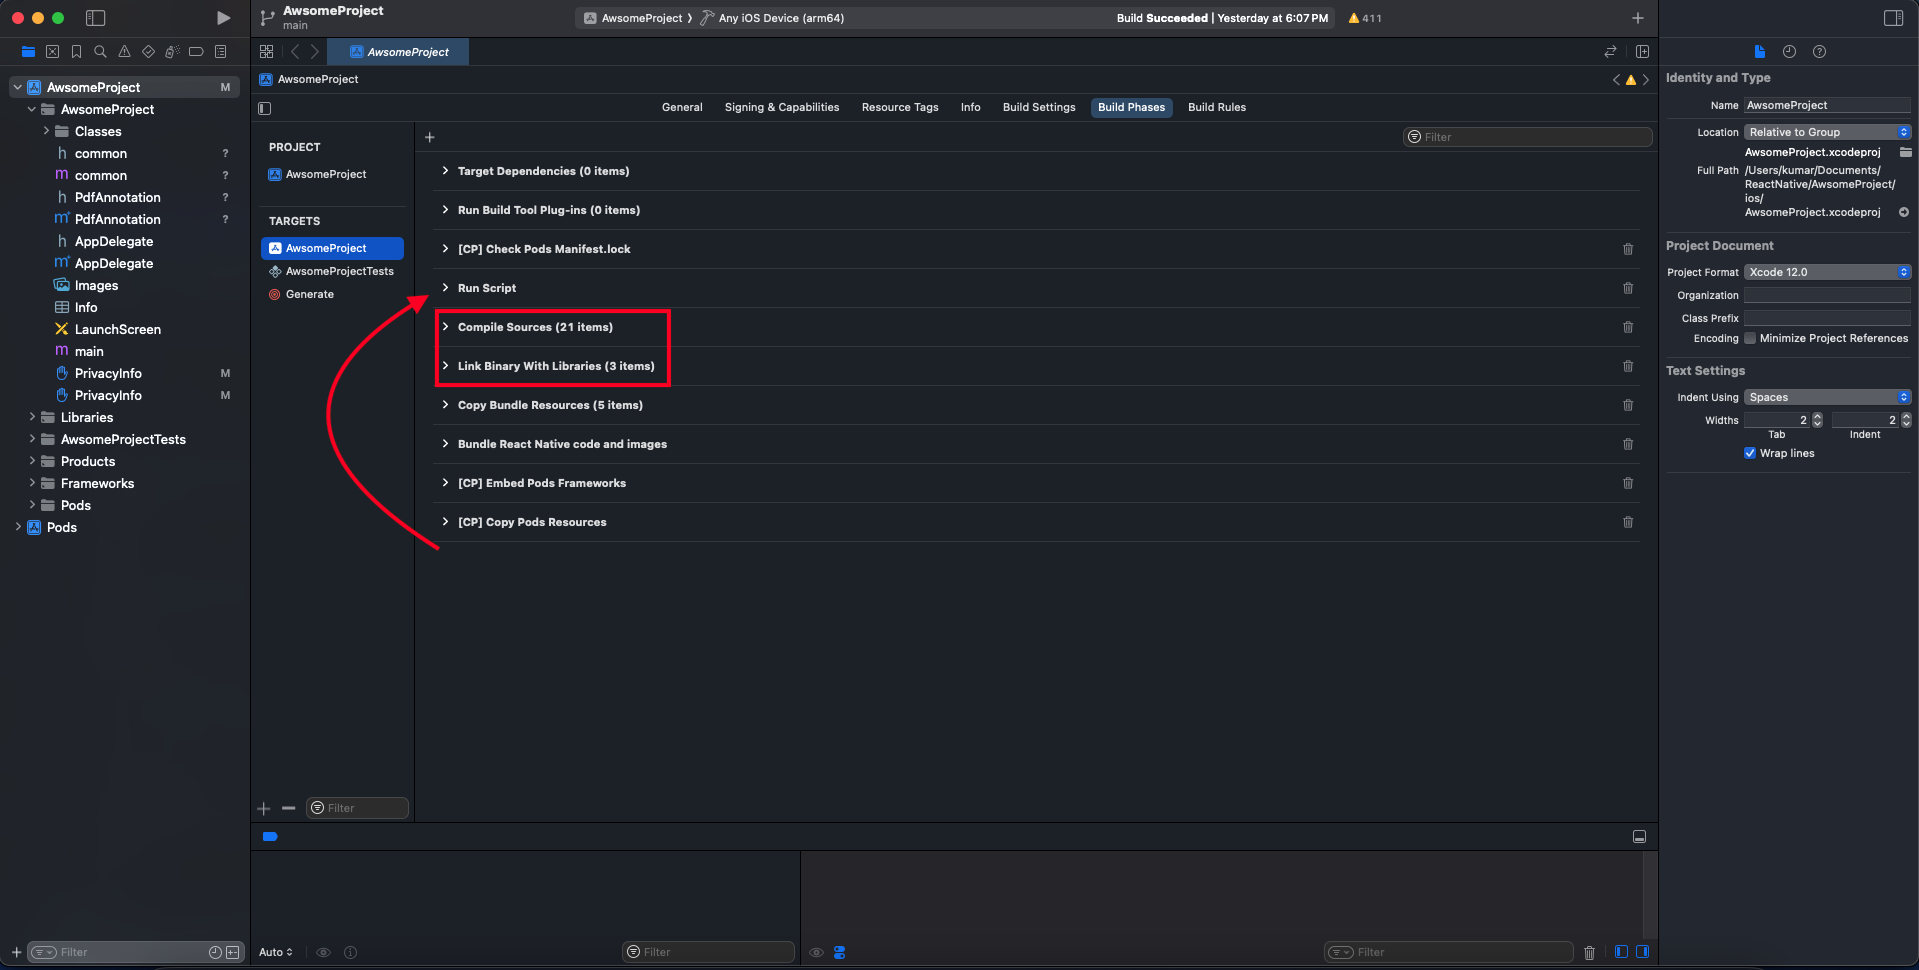 AwsomeProject
main
AwsomeProject
Any iOS Device (arm64)
Build Succeeded | Yesterday at 6:07 PM
411
AwsomeProject
AwsomeProject
General
Signing & Capabilities
Resource Tags
Info
Build Settings
Build Phases
Build Rules
AwsomeProject
M
AwsomeProject
Classes
common
?
common
?
PdfAnnotation
?
PdfAnnotation
?
AppDelegate
AppDelegate
Images
Info
LaunchScreen
main
PrivacyInfo
M
PrivacyInfo
M
Libraries
AwsomeProjectTests
Products
Frameworks
Pods
Pods
Filter
PROJECT
AwsomeProject
TARGETS
AwsomeProject
AwsomeProjectTests
Generate
Filter
Filter
Target Dependencies (0 items)
Run Build Tool Plug-ins (0 items)
[CP] Check Pods Manifest.lock
Run Script
Compile Sources (21 items)
Link Binary With Libraries (3 items)
Copy Bundle Resources (5 items)
Bundle React Native code and images
[CP] Embed Pods Frameworks
[CP] Copy Pods Resources
Auto
Filter
Filter
Identity and Type
Name AwsomeProject
Location Relative to Group
AwsomeProject.xcodeproj
Full Path /Users/kumar/Documents/
ReactNative/AwsomeProject/
ios/
AwsomeProject.xcodeproj
Project Document
Project Format Xcode 12.0
Organization
Class Prefix
Encoding Minimize Project References
Text Settings
Indent Using Spaces
Widths 2 2
Tab Indent
Wrap lines